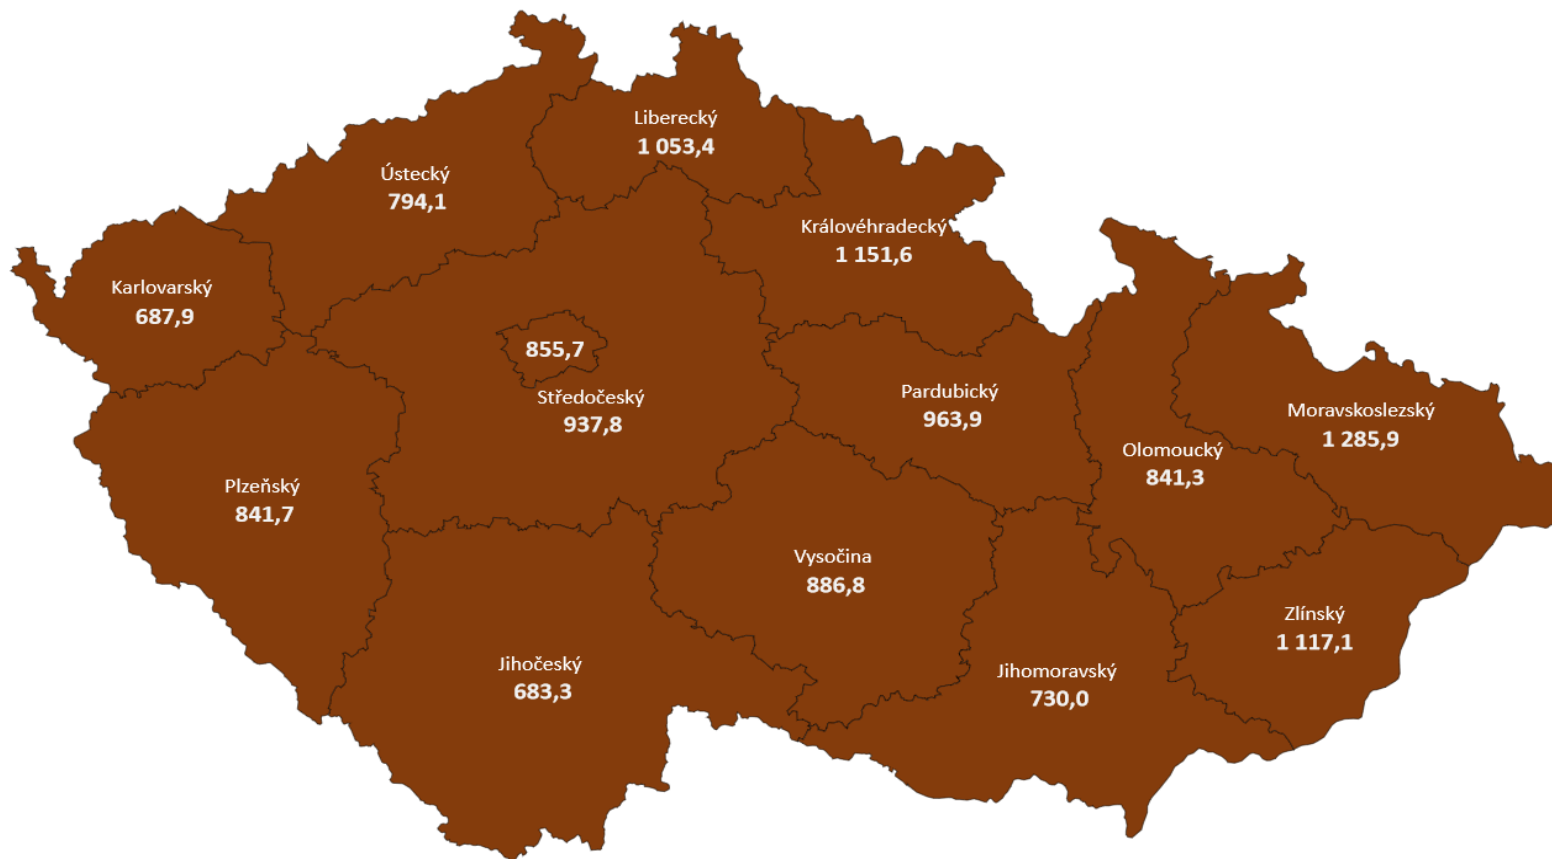 Liberecký
1 053,4
Ústecký
794,1
Královéhradecký
1 151,6
Karlovarský
687,9
855,7
Středočeský
937,8
Pardubický
963,9
Moravskoslezský
1 285,9
Olomoucký
841,3
Plzeňský
841,7
Vysočina
886,8
Zlínský
1 117,1
Jihočeský
683,3
Jihomoravský
730,0